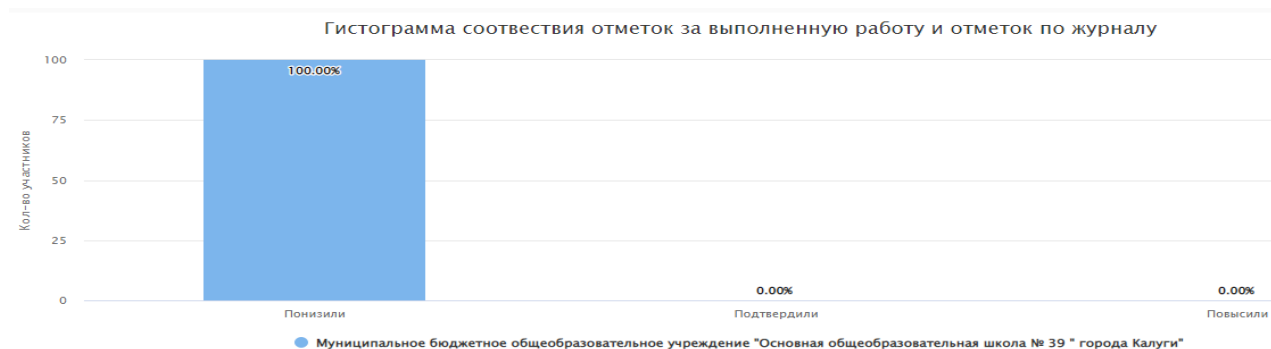 Гистограмма соотвествия отметок за выполненную работу и отметок по журналу
100
100.00%
75
Кол-во участников
50
25
0.00%
0.00%
0
Понизили
Подтвердили
Повысили
Муниципальное бюджетное общеобразовательное учреждение "Основная общеобразовательная школа № 39 " города Калуги"